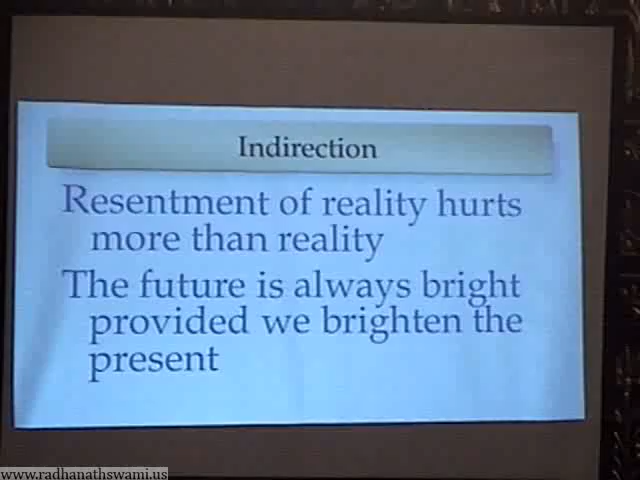 Indirection
Resentment of reality hurts
more than reality
The future is always bright
provided we brighten the
present
www.radhanathswami.us